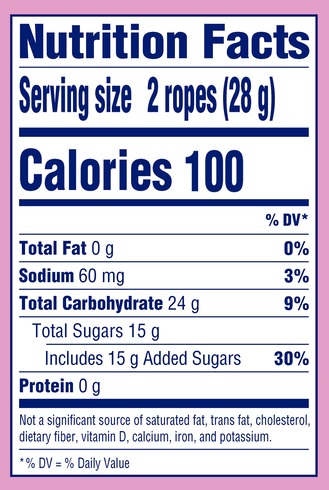 Nutrition Facts
Serving size 2 ropes (28 g)
Calories 100
% DV*
Total Fat 0 g 0%
Sodium 60 mg 3%
Total Carbohydrate 24 g 9%
Total Sugars 15 g
Includes 15 g Added Sugars 30%
Protein 0 g
Not a significant source of saturated fat, trans fat, cholesterol,
dietary fiber, vitamin D, calcium, iron, and potassium.
*% DV = % Daily Value